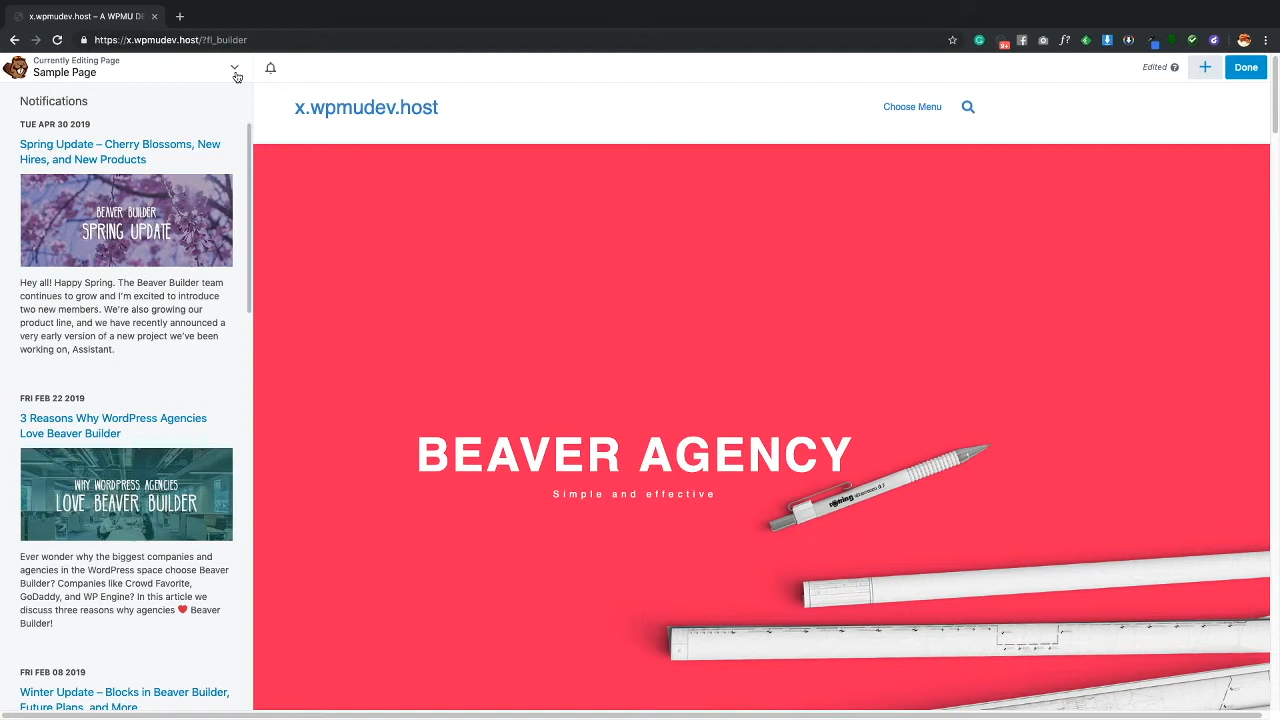 x.wpmudev.host – A WPMU DE
https://x.wpmudev.host/?fl_builder
Currently Editing Page
Sample Page
Edited
Done
Notifications
TUE APR 30 2019
Spring Update – Cherry Blossoms, New
Hires, and New Products
BEAVER BUILDER
SPRING UPDATE
Hey all! Happy Spring. The Beaver Builder team
continues to grow and I'm excited to introduce
two new members. We're also growing our
product line, and we have recently announced a
very early version of a new project we've been
working on, Assistant.
FRI FEB 22 2019
3 Reasons Why WordPress Agencies
Love Beaver Builder
WHY WORDPRESS AGENCIES
LOVE BEAVER BUILDER
Ever wonder why the biggest companies and
agencies in the WordPress space choose Beaver
Builder? Companies like Crowd Favorite,
GoDaddy, and WP Engine? In this article we
discuss three reasons why agencies ❤ Beaver
Builder!
FRI FEB 08 2019
Winter Update – Blocks in Beaver Builder,
Future Plans, and More
x.wpmudev.host
Choose Menu
BEAVER AGENCY
Simple and effective
rotring